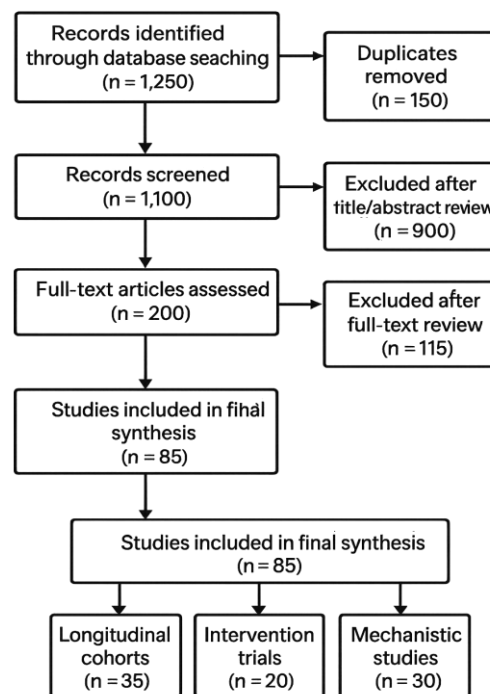 Records identified
through database seaching
(n = 1,250)
Duplicates
removed
(n = 150)
Records screened
(n = 1,100)
Excluded after
title/abstract review
(n = 900)
Full-text articles assessed
(n = 200)
Excluded after
full-text review
(n = 115)
Studies included in fihal
synthesis
(n = 85)
Studies included in final synthesis
(n = 85)
Longitudinal
cohorts
(n = 35)
Intervention
trials
(n = 20)
Mechanistic
studies
(n = 30)